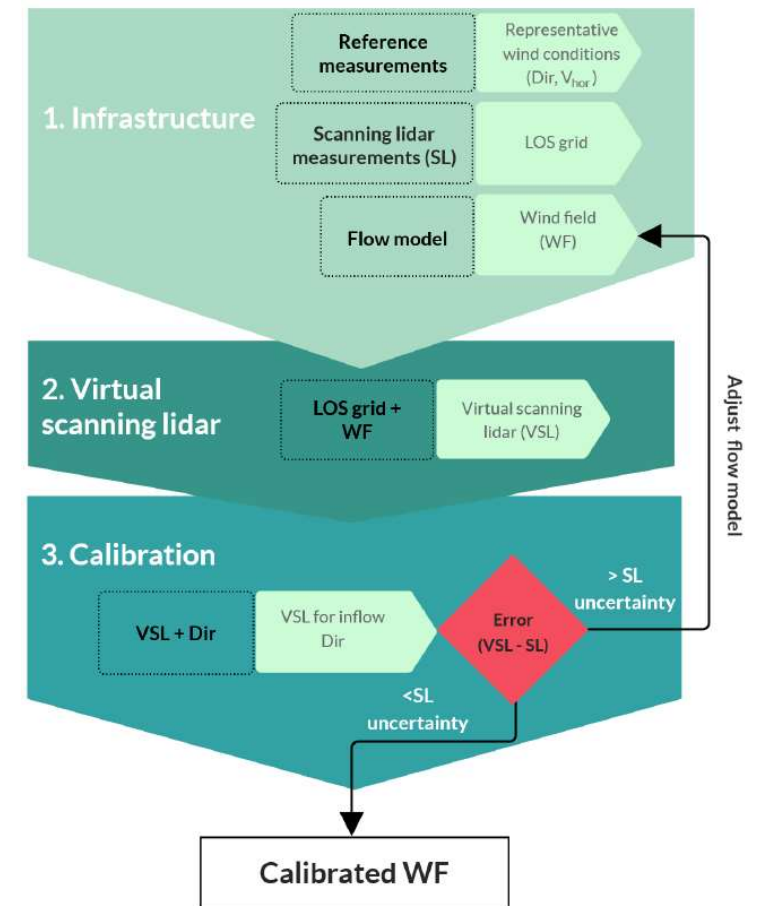 1. Infrastructure
Reference
measurements
Representative
wind conditions
(Dir, Vhor)
Scanning lidar
measurements (SL)
LOS grid
Flow model
Wind field
(WF)
2. Virtual
scanning lidar
LOS grid +
WF
Virtual scanning
lidar (VSL)
Adjust flow model
3. Calibration
VSL + Dir
VSL for inflow
Dir
Error
(VSL - SL)
> SL
uncertainty
<SL
uncertainty
Calibrated WF